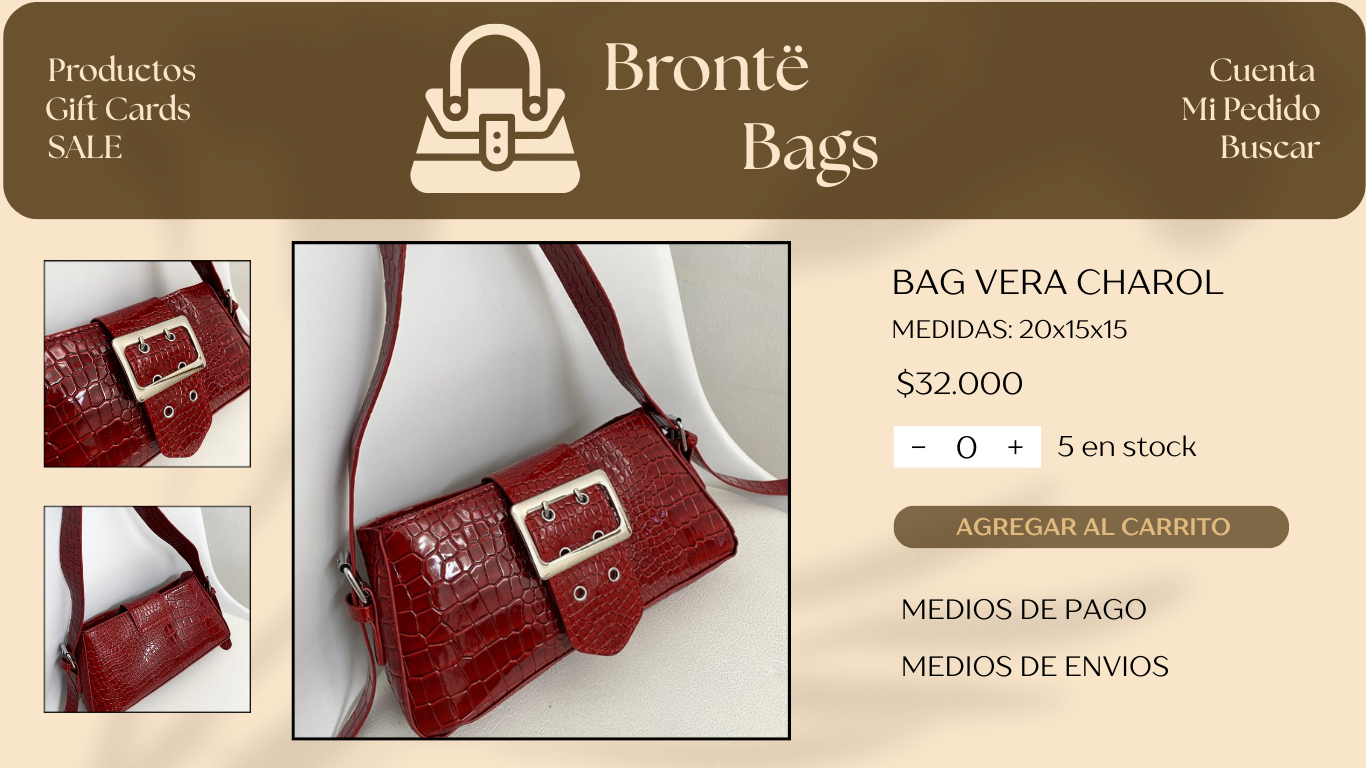 Productos
Gift Cards
SALE
Brontë
Bags
Cuenta
Mi Pedido
Buscar
BAG VERA CHAROL
MEDIDAS: 20x15x15
$32.000
− 0 + 5 en stock
AGREGAR AL CARRITO
MEDIOS DE PAGO
MEDIOS DE ENVIOS